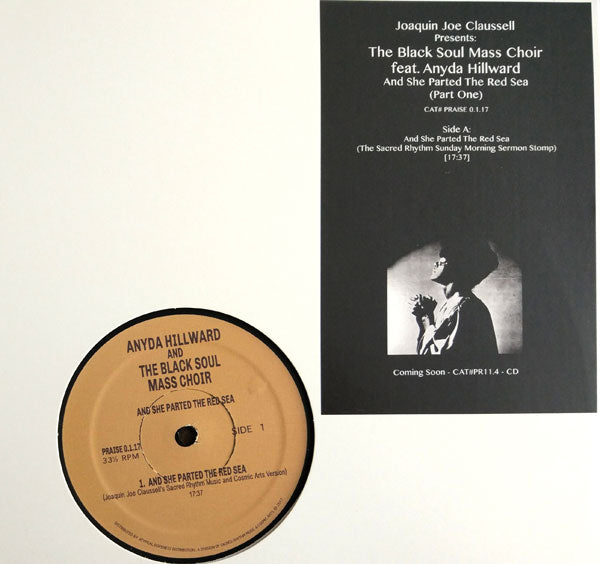 Joaquin Joe Claussell
Presents:
The Black Soul Mass Choir
feat. Anyda Hillward
And She Parted The Red Sea
(Part One)
CAT# PRAISE 0.1.17
Side A:
And She Parted The Red Sea
(The Sacred Rhythm Sunday Morning Sermon Stomp)
[17:37]
Coming Soon - CAT#PR11.4 - CD
ANYDA HILLWARD
AND
THE BLACK SOUL
MASS CHOIR
AND SHE PARTED THE RED SEA
SIDE 1
PRAISE 0.1.17
33⅓ RPM
1. AND SHE PARTED THE RED SEA
(Joaquin Joe Claussell's Sacred Rhythm Music and Cosmic Arts Version)
17:37